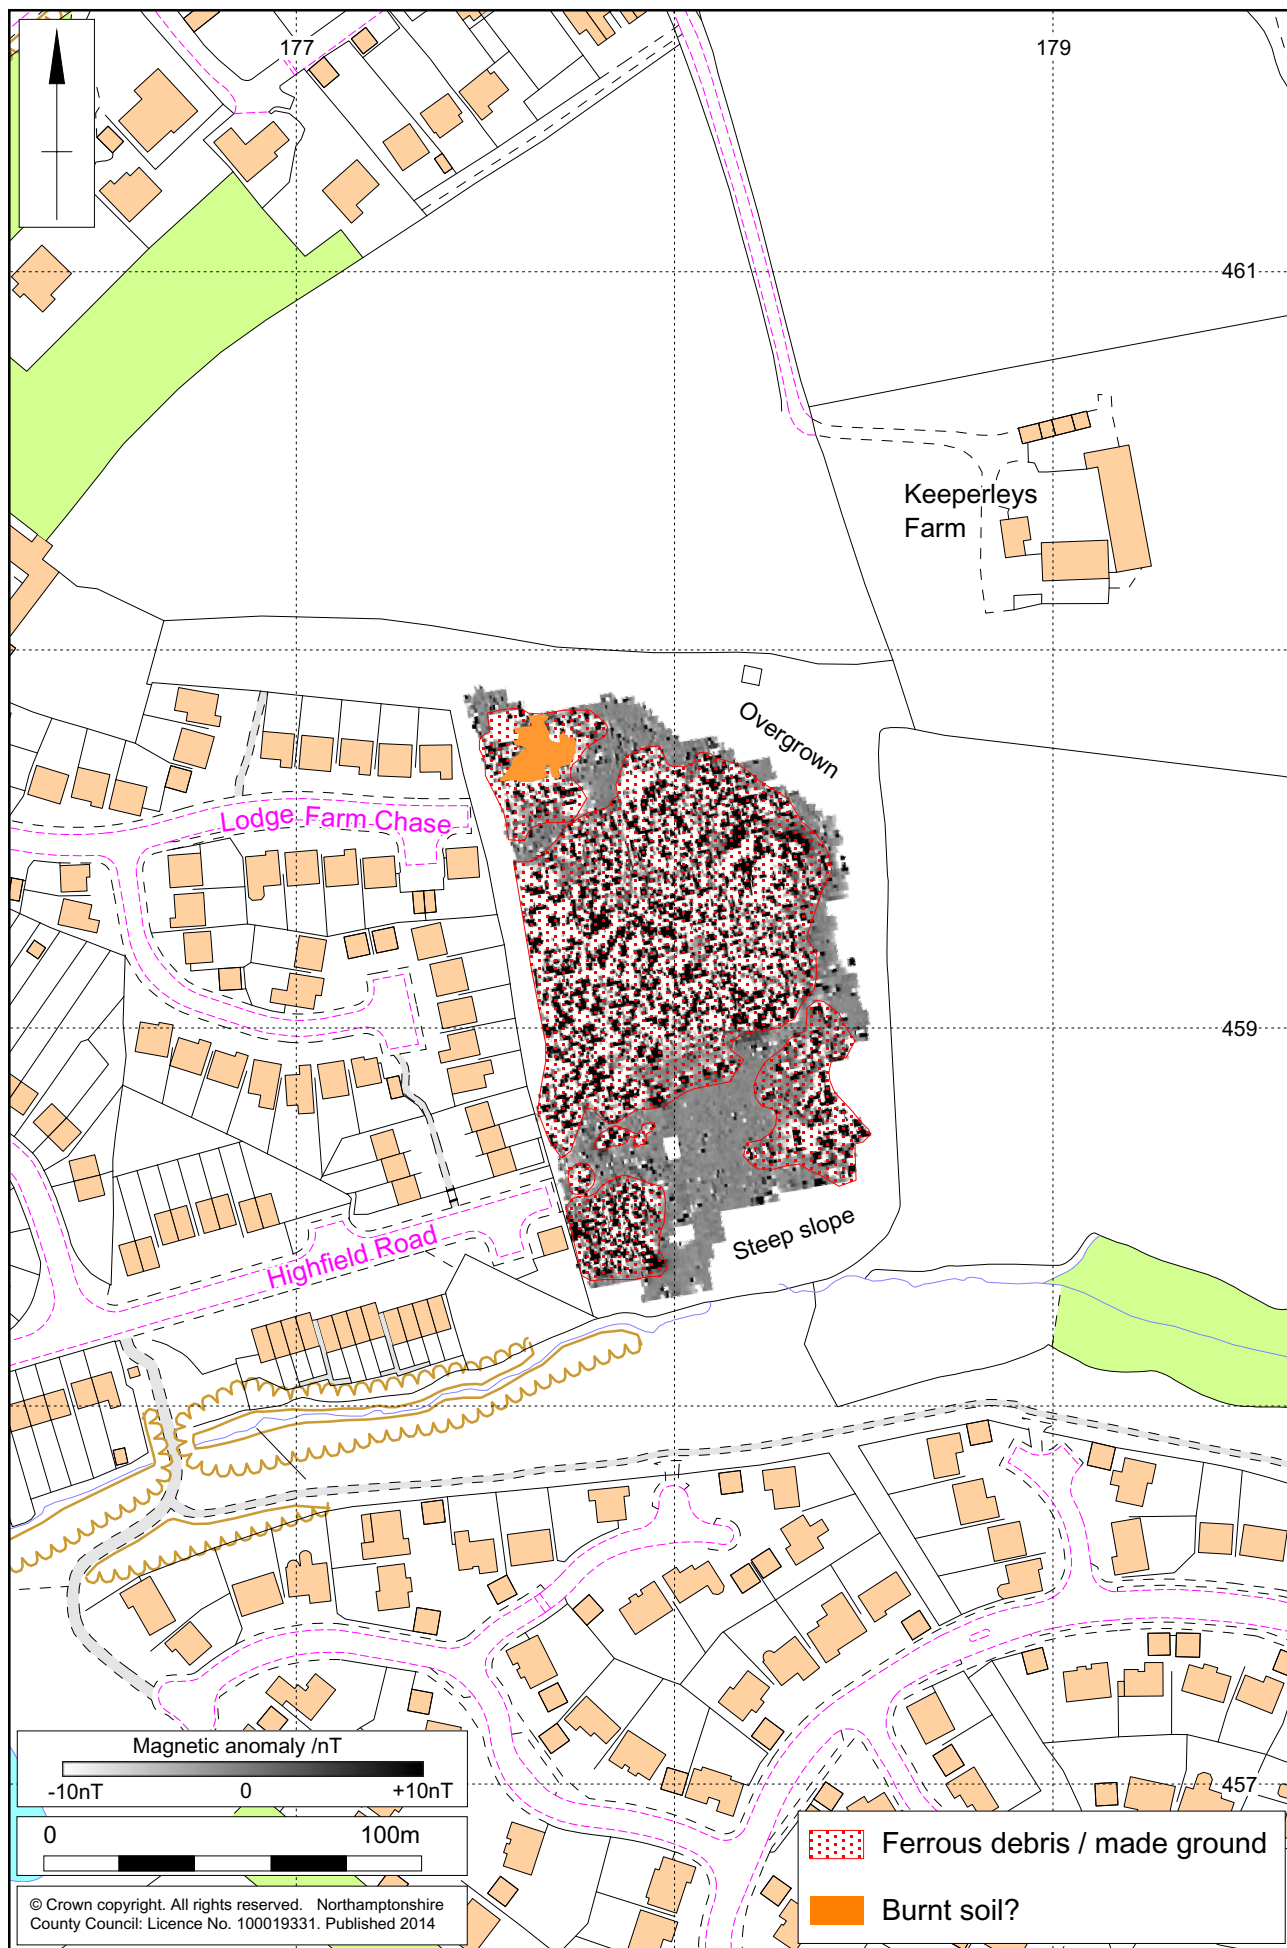 177
179
461
Keeperleys
Farm
Overgrown
Lodge Farm Chase
459
Steep slope
Highfield Road
Magnetic anomaly /nT
-10nT 0 +10nT
457
0 100m
Ferrous debris / made ground
Burnt soil?
© Crown copyright. All rights reserved. Northamptonshire
County Council: Licence No. 100019331. Published 2014